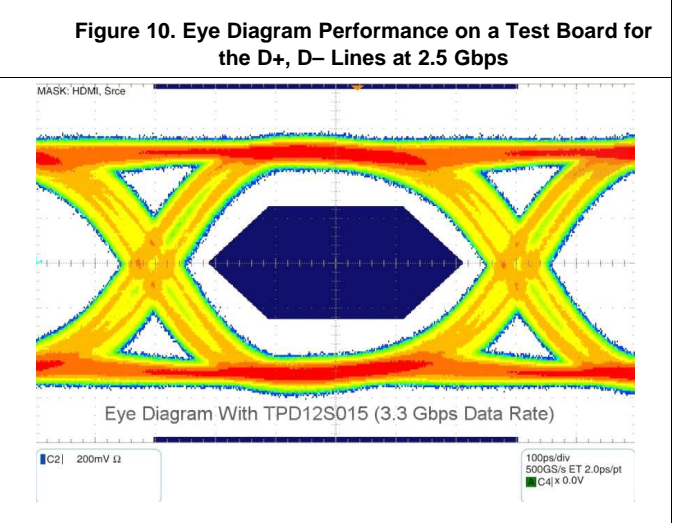 Figure 10. Eye Diagram Performance on a Test Board for
the D+, D– Lines at 2.5 Gbps
MASK: HDMI, Srce
Eye Diagram With TPD12S015 (3.3 Gbps Data Rate)
C2 200mV Ω
100ps/div
500GS/s ET 2.0ps/pt
A C4 x 0.0V